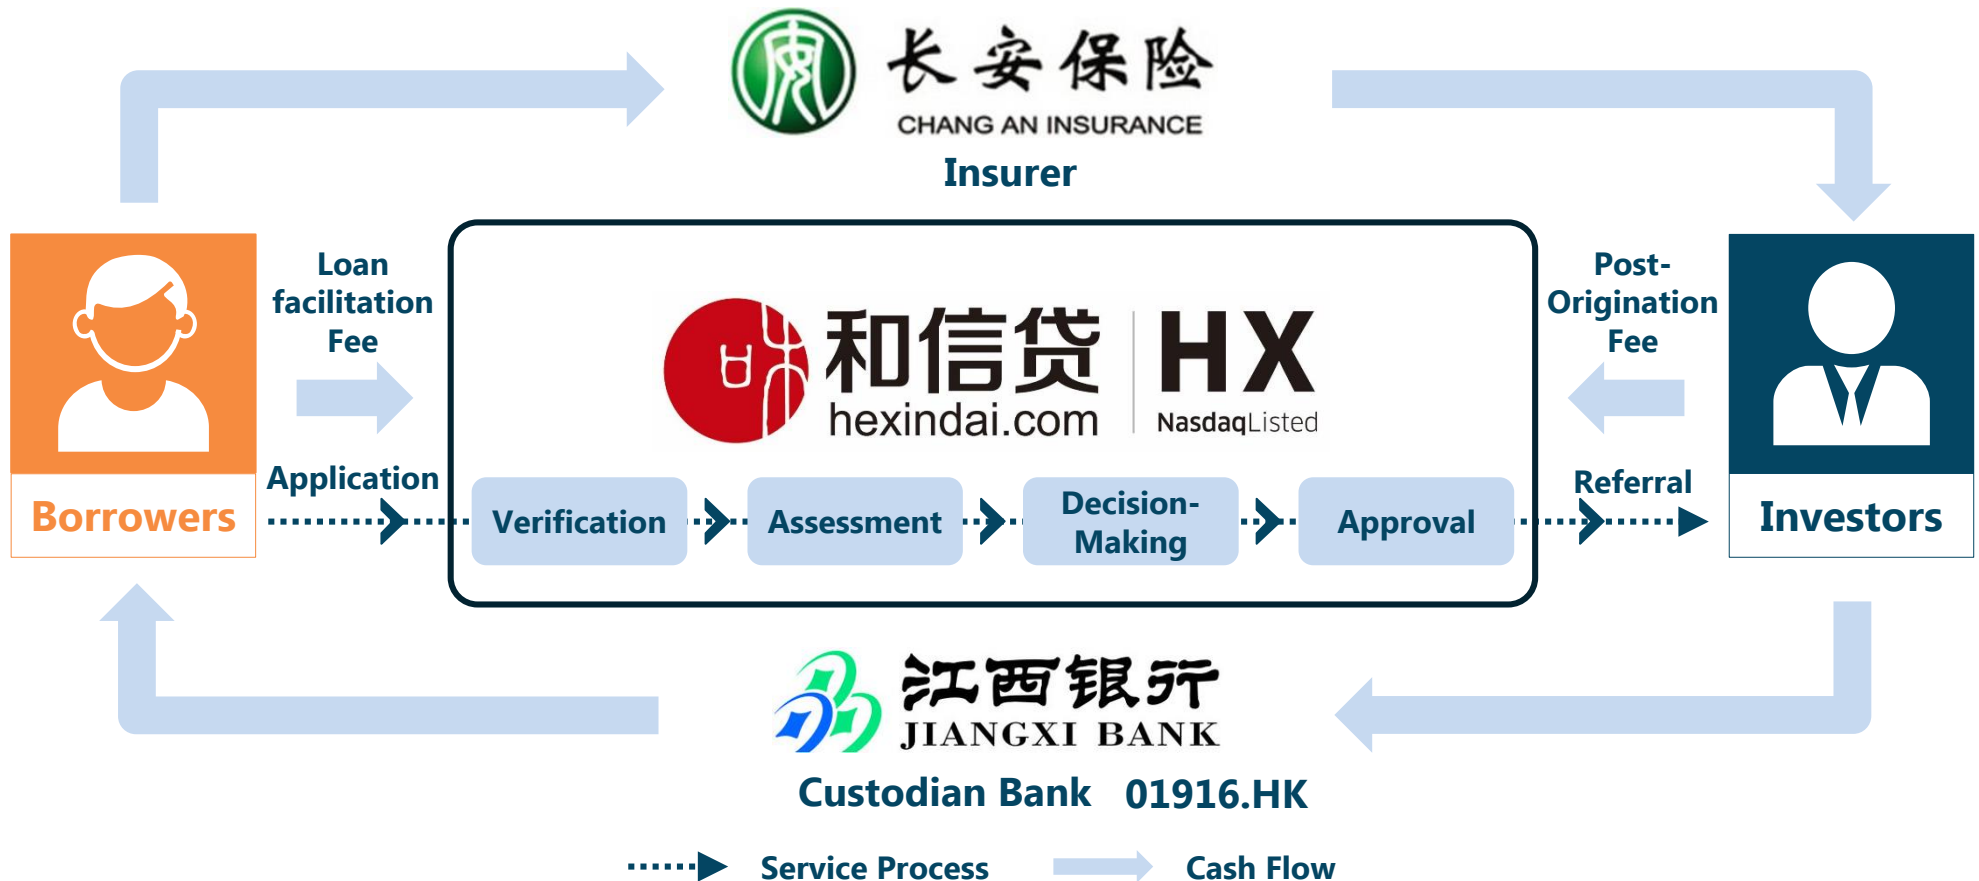 长安保险
CHANG AN INSURANCE
Insurer
Loan
facilitation
Fee
Post-
Origination
Fee
和信贷
hexindai.com
HX
NasdaqListed
Application
Referral
Borrowers
Verification
Assessment
Decision-
Making
Approval
Investors
江西银行
JIANGXI BANK
Custodian Bank 01916.HK
Service Process
Cash Flow